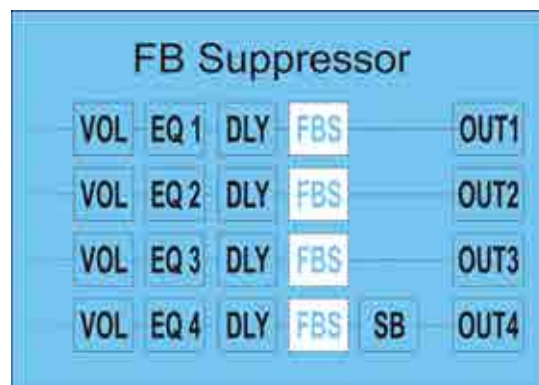 FB Suppressor
VOL EQ 1 DLY FBS OUT1
VOL EQ 2 DLY FBS OUT2
VOL EQ 3 DLY FBS OUT3
VOL EQ 4 DLY FBS SB OUT4